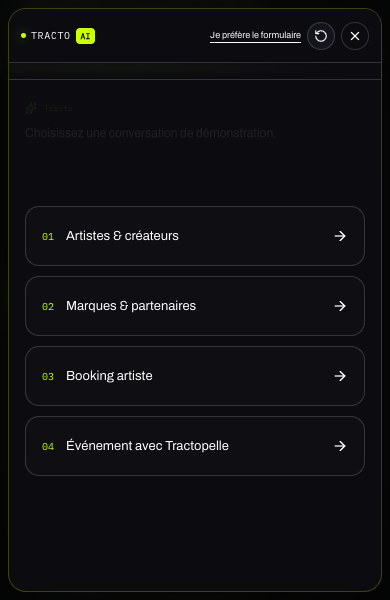 TRACTO AI
Je préfère le formulaire
Tracto
Choisissez une conversation de démonstration.
01 Artistes & créateurs
02 Marques & partenaires
03 Booking artiste
04 Événement avec Tractopelle